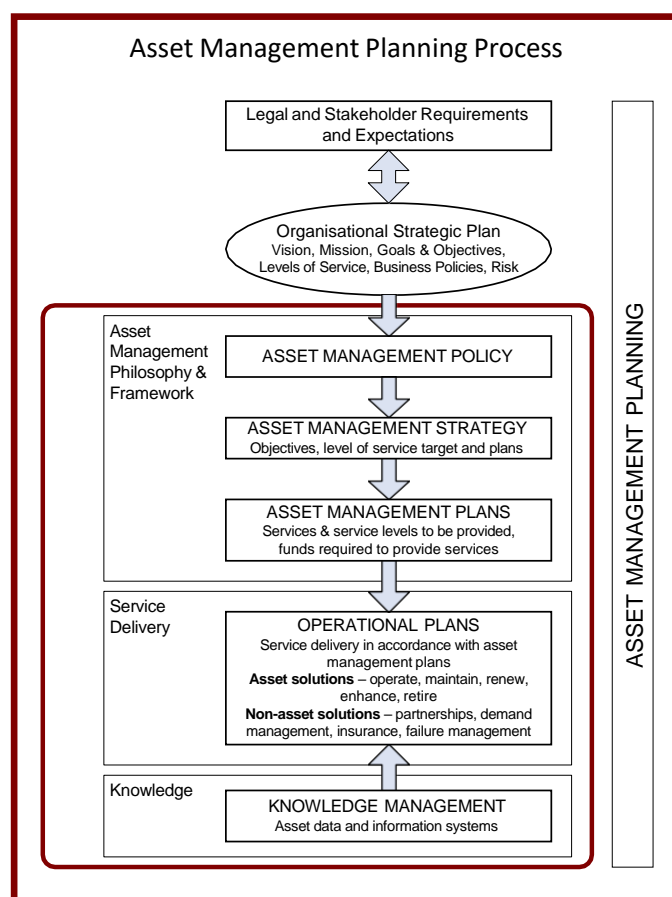 Asset Management Planning Process
Legal and Stakeholder Requirements
and Expectations
Organisational Strategic Plan
Vision, Mission, Goals & Objectives,
Levels of Service, Business Policies, Risk
Asset
Management
Philosophy &
Framework
ASSET MANAGEMENT POLICY
ASSET MANAGEMENT STRATEGY
Objectives, level of service target and plans
ASSET MANAGEMENT PLANS
Services & service levels to be provided,
funds required to provide services
Service
Delivery
OPERATIONAL PLANS
Service delivery in accordance with asset
management plans
Asset solutions – operate, maintain, renew,
enhance, retire
Non-asset solutions – partnerships, demand
management, insurance, failure management
Knowledge
KNOWLEDGE MANAGEMENT
Asset data and information systems
ASSET MANAGEMENT PLANNING